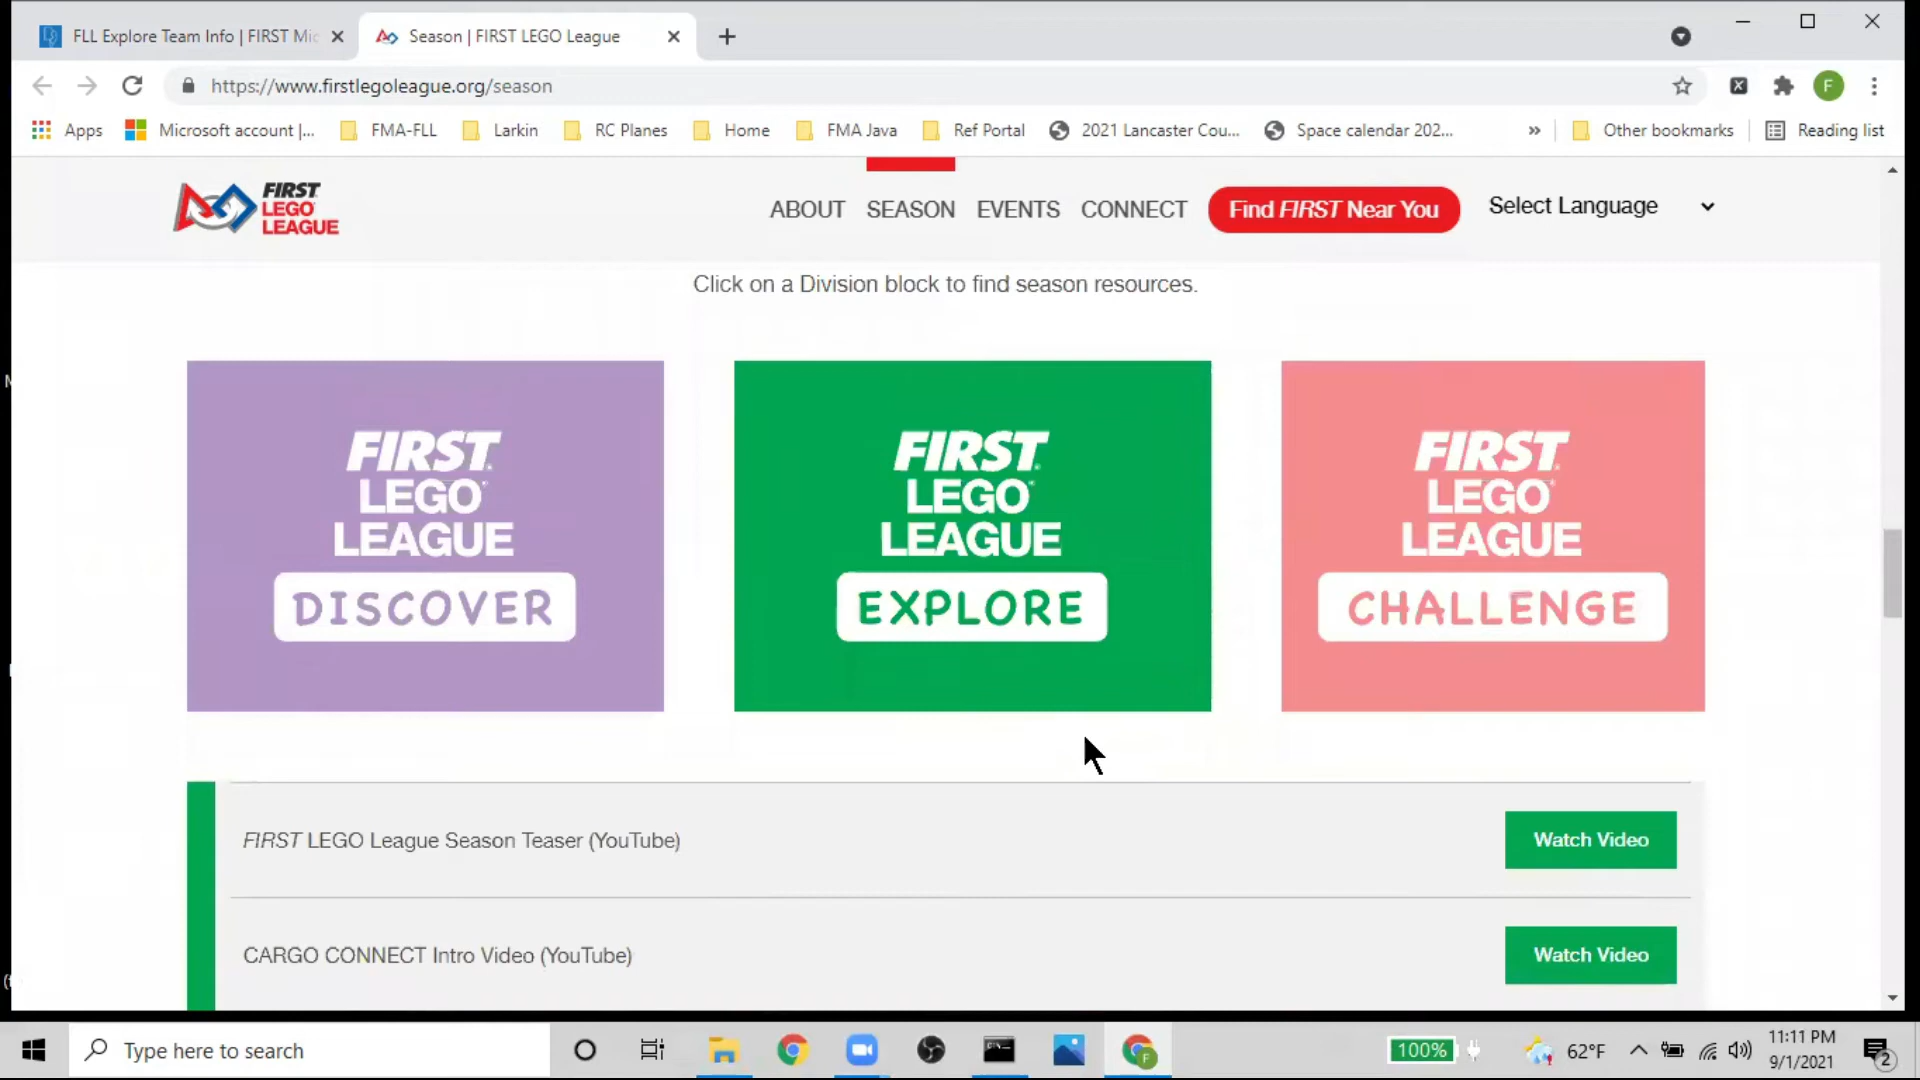 FLL Explore Team Info | FIRST Mic
Season | FIRST LEGO League
https://www.firstlegoleague.org/season
F
Apps
Microsoft account |...
FMA-FLL
Larkin
RC Planes
Home
FMA Java
Ref Portal
2021 Lancaster Cou...
Space calendar 202...
»
Other bookmarks
Reading list
FIRST
LEGO
LEAGUE
ABOUT
SEASON
EVENTS
CONNECT
Find FIRST Near You
Select Language
Click on a Division block to find season resources.
FIRST
LEGO
LEAGUE
DISCOVER
FIRST
LEGO
LEAGUE
EXPLORE
FIRST
LEGO
LEAGUE
CHALLENGE
FIRST LEGO League Season Teaser (YouTube)
Watch Video
CARGO CONNECT Intro Video (YouTube)
Watch Video
Type here to search
100%
62°F
11:11 PM
9/1/2021
2